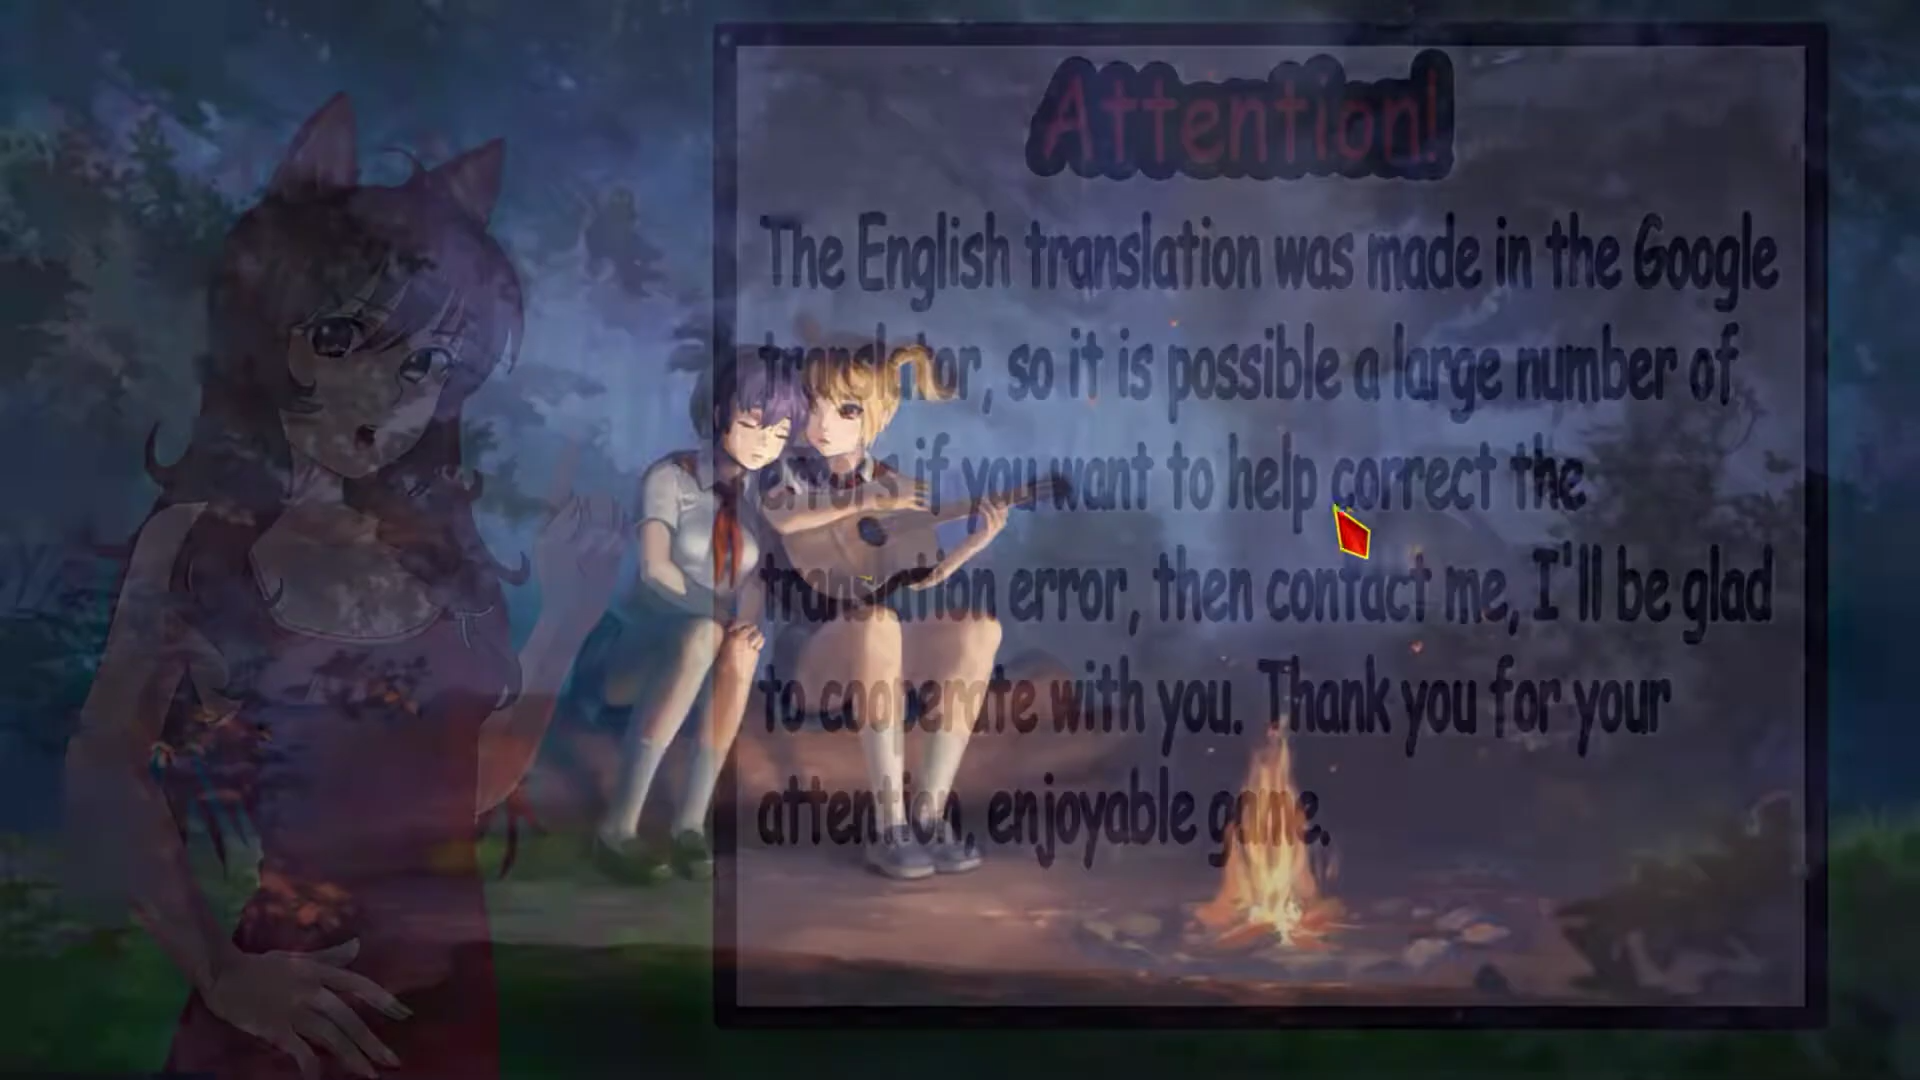 Attention!
The English translation was made in the Google
translator, so it is possible a large number of
errors if you want to help correct the
translation error, then contact me, I'll be glad
to cooperate with you. Thank you for your
attention, enjoyable game.